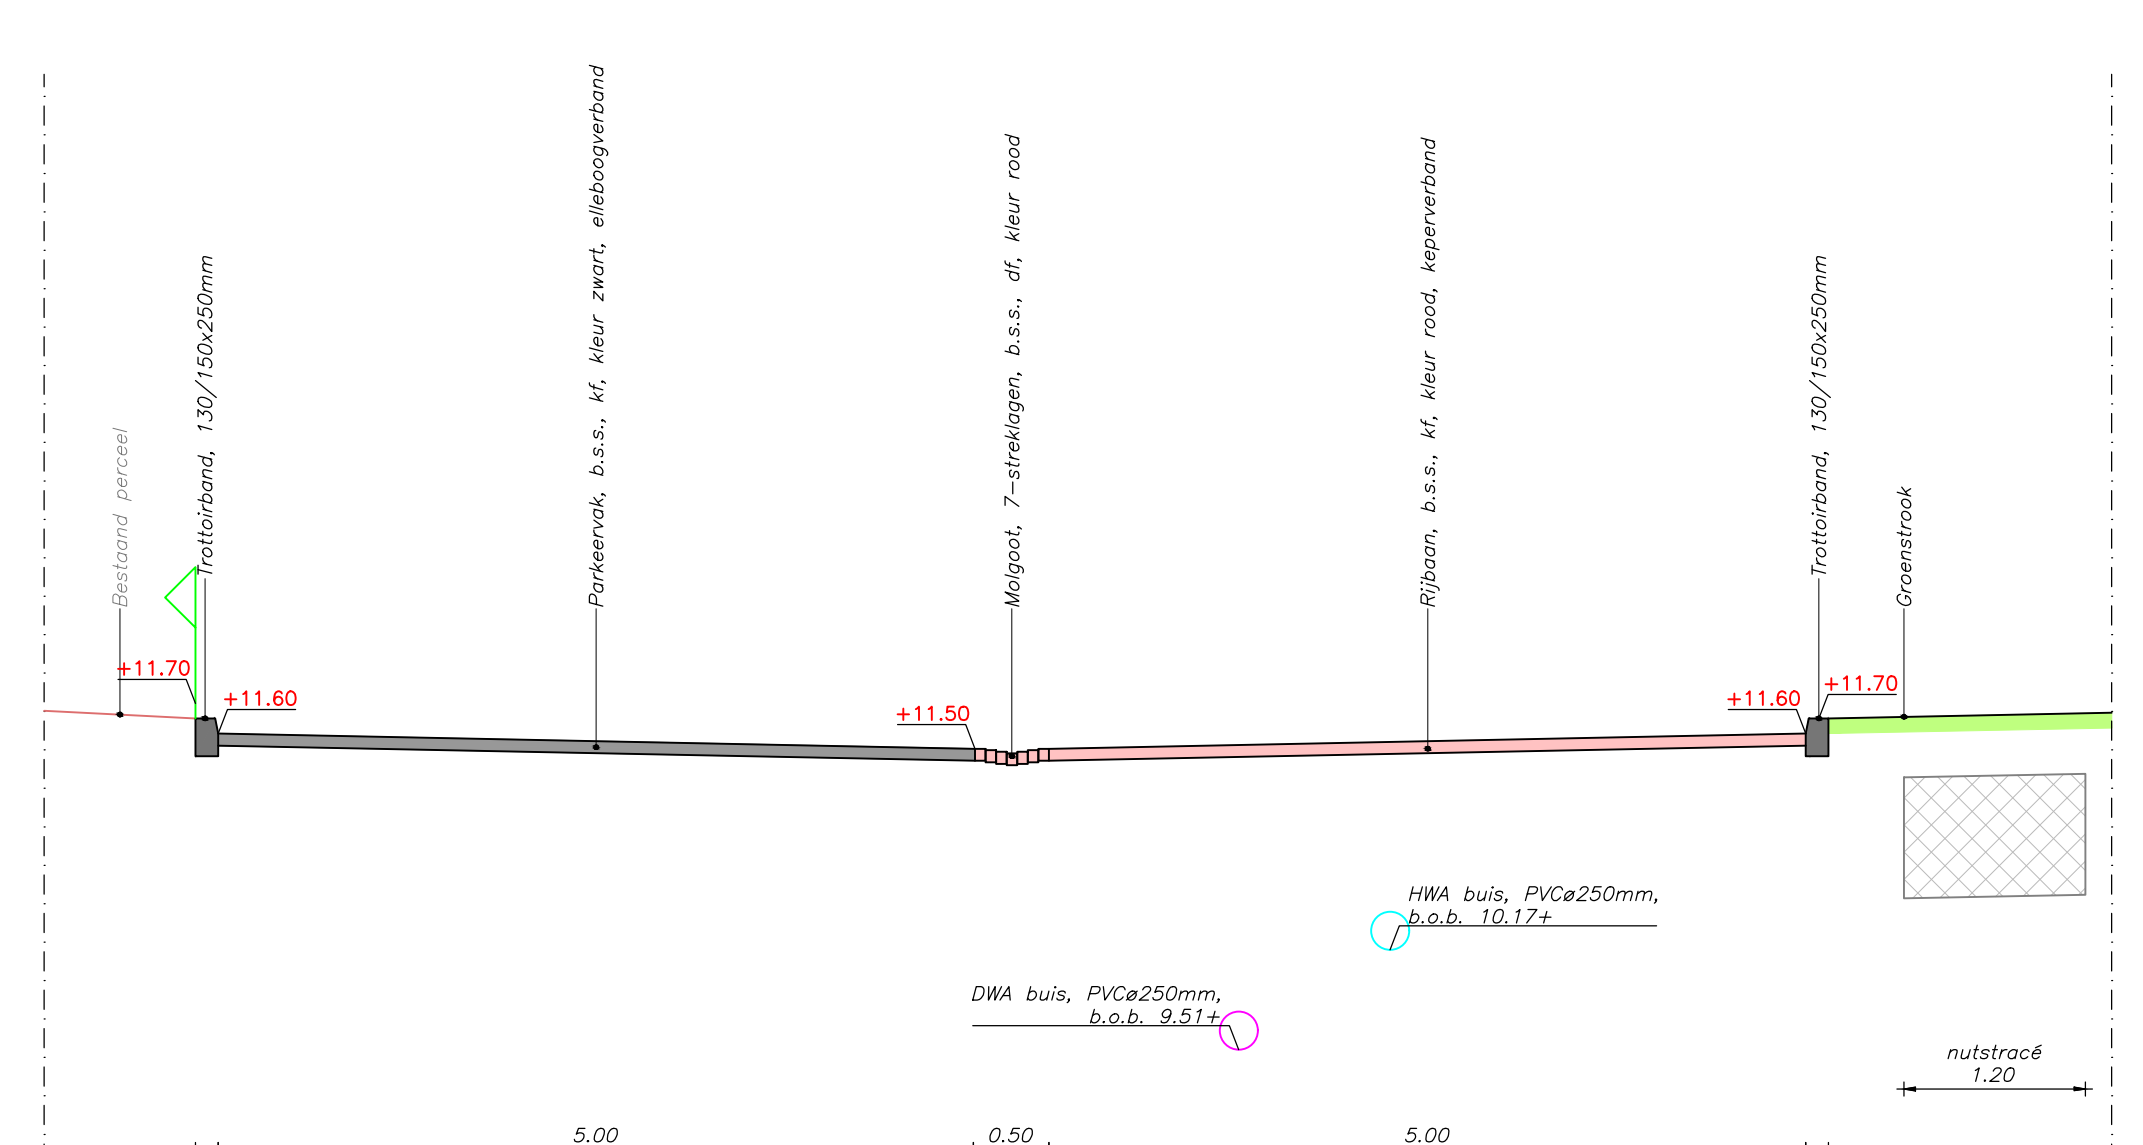 Bestaand perceel
Trottoirband, 130/150x250mm
Parkeervak, b.s.s., kf, kleur zwart, elleboogverband
Molgoot, 7-streklagen, b.s.s., df, kleur rood
Rijbaan, b.s.s., kf, kleur rood, keperverband
Trottoirband, 130/150x250mm
Groenstrook
+11.70
+11.60
+11.50
+11.60
+11.70
HWA buis, PVCø250mm,
b.o.b. 10.17+
DWA buis, PVCø250mm,
b.o.b. 9.51+
nutstracé
1.20
5.00
0.50
5.00